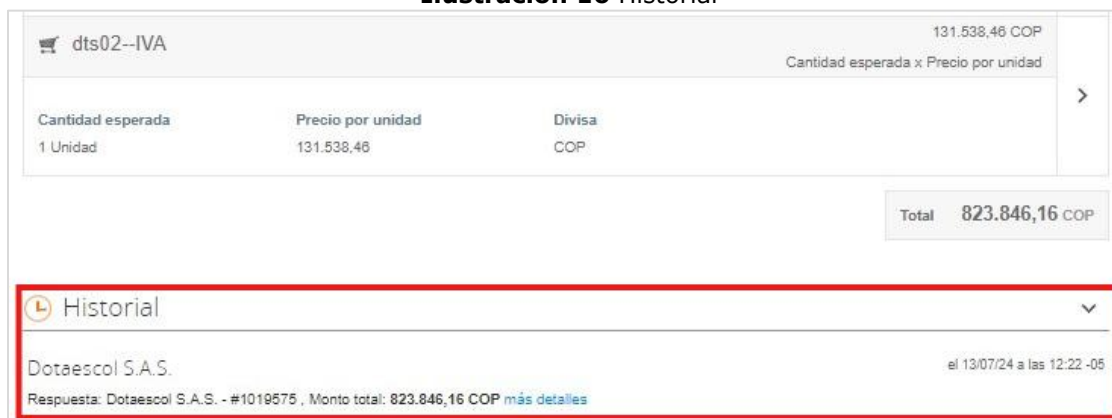 Ilustración 16 Historial
dts02--IVA
131.538,46 COP
Cantidad esperada x Precio por unidad
Cantidad esperada Precio por unidad Divisa
1 Unidad 131.538,46 COP
Total 823.846,16 COP
Historial
Dotaescol S.A.S. el 13/07/24 a las 12:22 -05
Respuesta: Dotaescol S.A.S. - #1019575 , Monto total: 823.846,16 COP más detalles